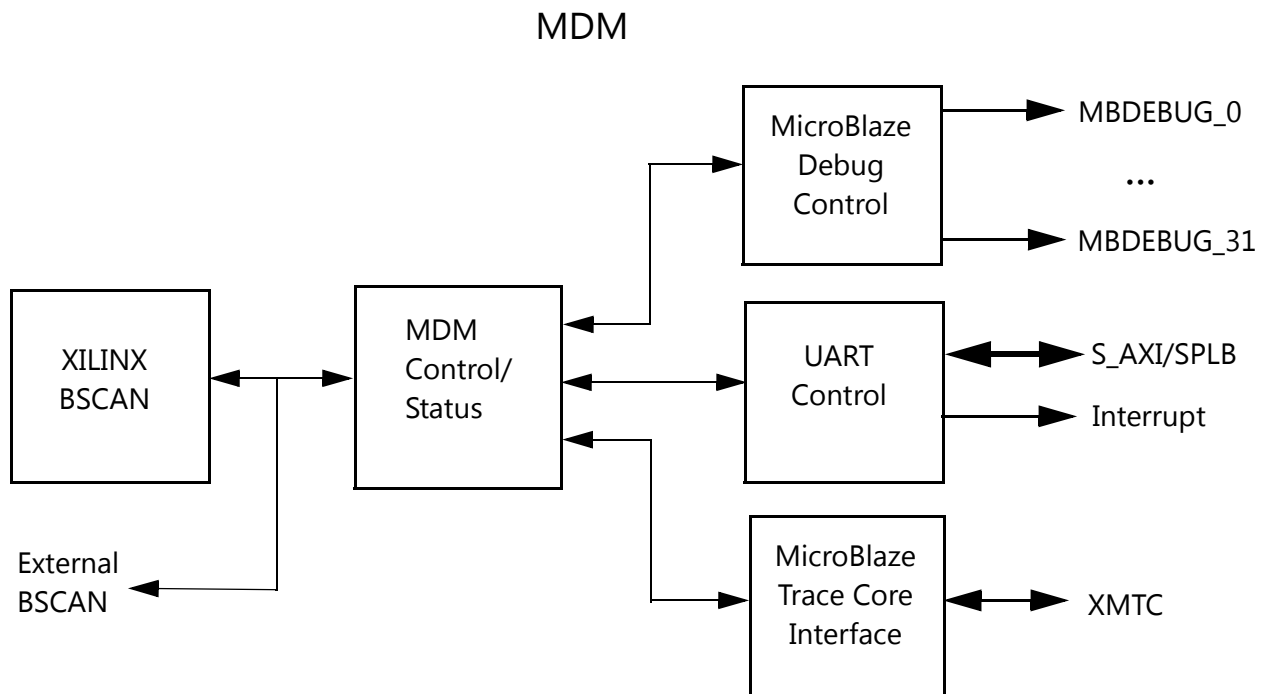 MDM
MicroBlaze
Debug
Control
MBDEBUG_0
...
MBDEBUG_31
XILINX
BSCAN
MDM
Control/
Status
UART
Control
S_AXI/SPLB
Interrupt
External
BSCAN
MicroBlaze
Trace Core
Interface
XMTC